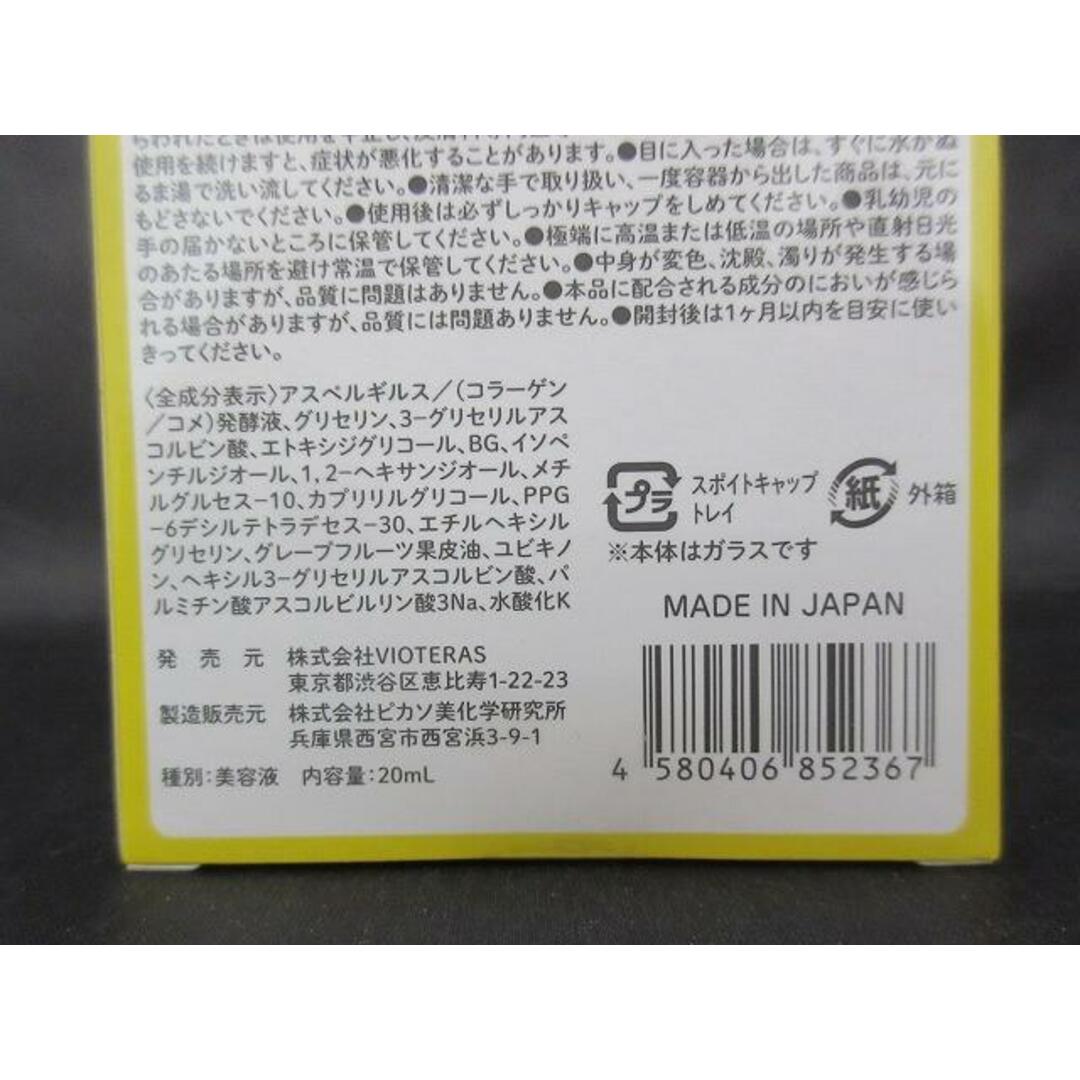 らわれたときは使用を中止し、皮膚科
使用を続けますと、症状が悪化することがあります。●目に入った場合は、すぐに水かぬ
るま湯で洗い流してください。●清潔な手で取り扱い、一度容器から出した商品は、元に
もどさないでください。●使用後は必ずしっかりキャップをしめてください。●乳幼児の
手の届かないところに保管してください。●極端に高温または低温の場所や直射日光
のあたる場所を避け常温で保管してください。●中身が変色、沈殿、濁りが発生する場
合がありますが、品質に問題はありません。●本品に配合される成分のにおいが感じら
れる場合がありますが、品質には問題ありません。●開封後は1ヶ月以内を目安に使い
きってください。
〈全成分表示〉アスペルギルス/(コラーゲン
/コメ)発酵液、グリセリン、3-グリセリルアス
コルビン酸、エトキシジグリコール、BG、イソペ
ンチルジオール、1,2-ヘキサンジオール、メチ
ルグルセス-10、カプリリルグリコール、PPG
-6デシルテトラデセス-30、エチルヘキシル
グリセリン、グレープフルーツ果皮油、ユビキノ
ン、ヘキシル3-グリセリルアスコルビン酸、パ
ルミチン酸アスコルビルリン酸3Na、水酸化K
プラ スポイトキャップ
トレイ
紙 外箱
※本体はガラスです
MADE IN JAPAN
発売元 株式会社VIOTERAS
東京都渋谷区恵比寿1-22-23
製造販売元 株式会社ピカソ美化学研究所
兵庫県西宮市西宮浜3-9-1
種別:美容液 内容量:20mL
4 580406 852367